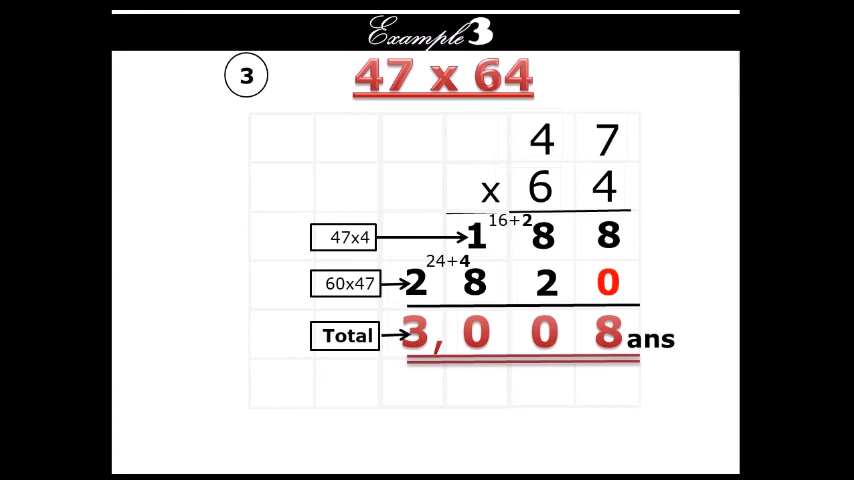 Example 3
3
47 x 64
4 7
x 6 4
16+2
47x4 1 8 8
24+4
60x47 2 8 2 0
Total 3, 0 0 8 ans